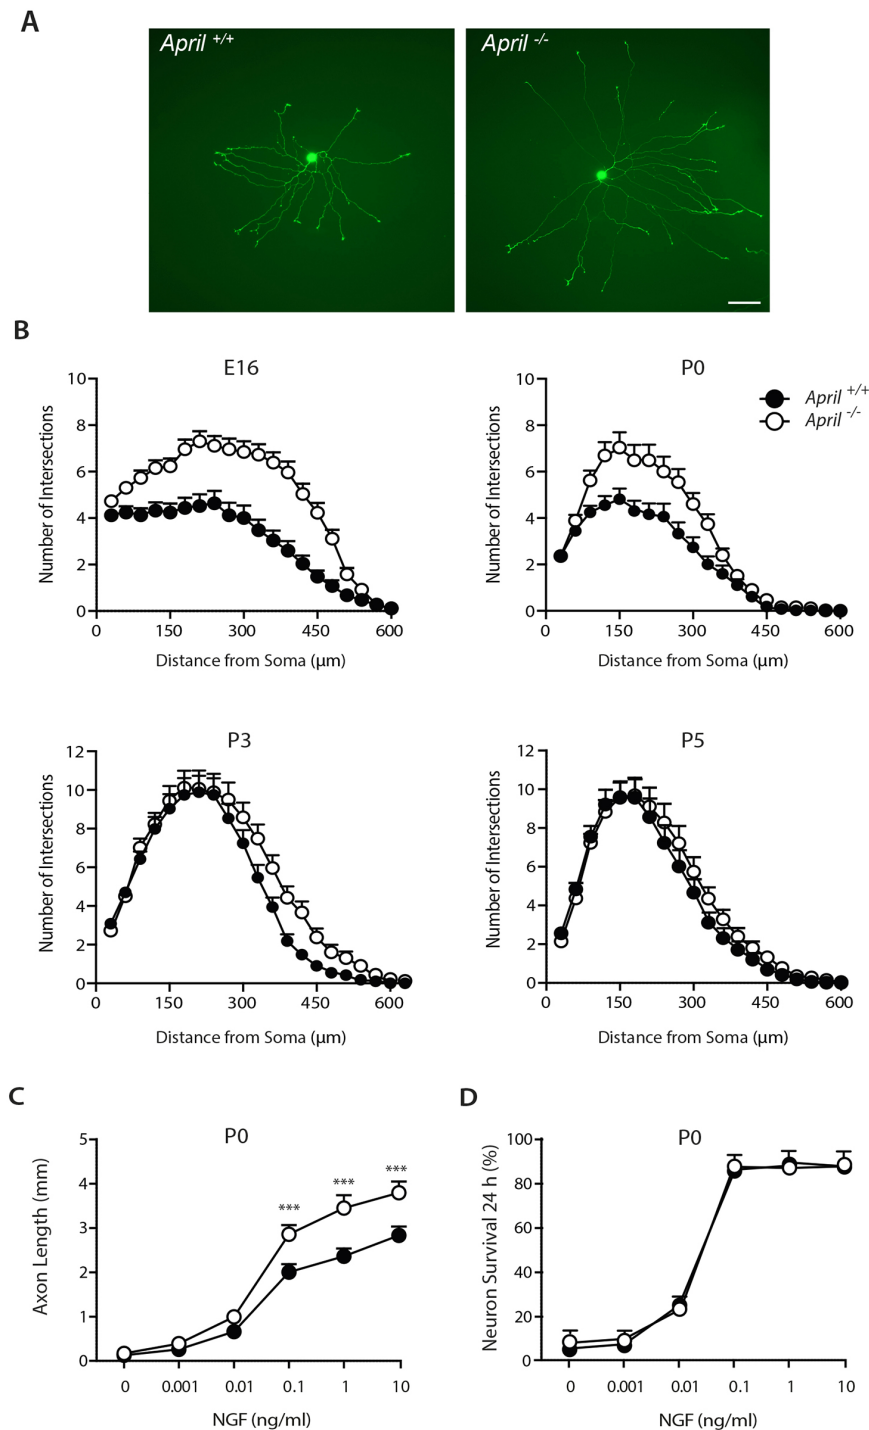 A
April +/+
April -/-
B
E16
Number of Intersections
10
8
6
4
2
0
0 150 300 450 600
Distance from Soma (μm)
P0
Number of Intersections
10
8
6
4
2
0
0 150 300 450 600
Distance from Soma (μm)
April +/+
April -/-
P3
Number of Intersections
12
10
8
6
4
2
0
0 150 300 450 600
Distance from Soma (μm)
P5
Number of Intersections
12
10
8
6
4
2
0
0 150 300 450 600
Distance from Soma (μm)
C
P0
Axon Length (mm)
5
4
3
2
1
0
*** *** ***
0 0.001 0.01 0.1 1 10
NGF (ng/ml)
D
P0
Neuron Survival 24 h (%)
100
80
60
40
20
0
0 0.001 0.01 0.1 1 10
NGF (ng/ml)